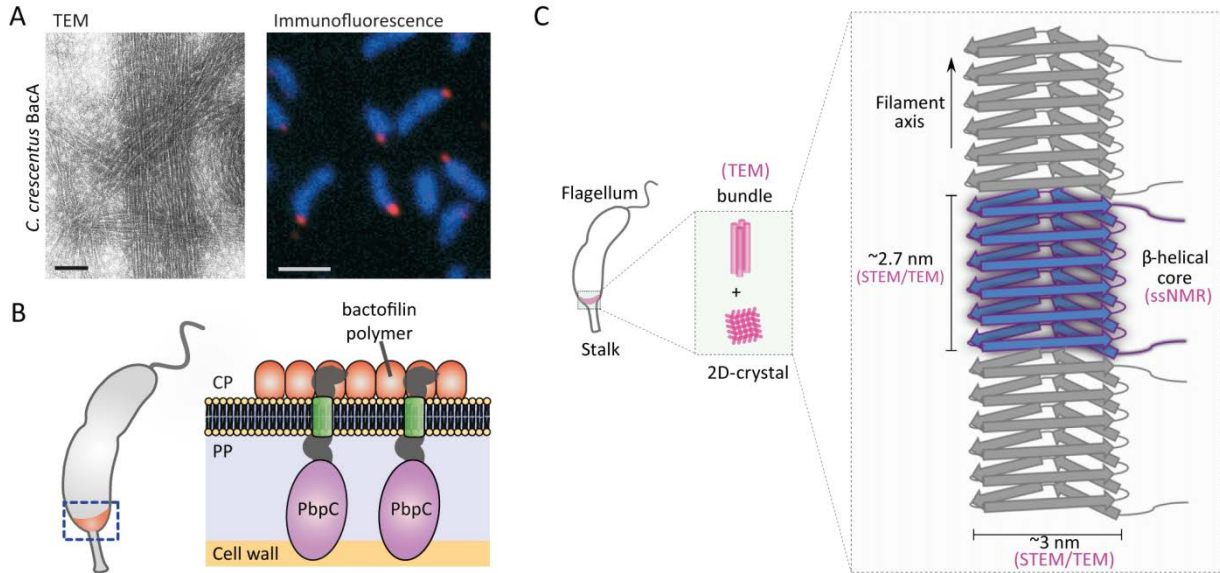 A
TEM
Immunofluorescence
C. crescentus BacA
B
bactofilin
polymer
CP
PP
PbpC
PbpC
Cell wall
C
Flagellum
Stalk
(TEM)
bundle
+
2D-crystal
Filament
axis
~2.7 nm
(STEM/TEM)
β-helical
core
(ssNMR)
~3 nm
(STEM/TEM)